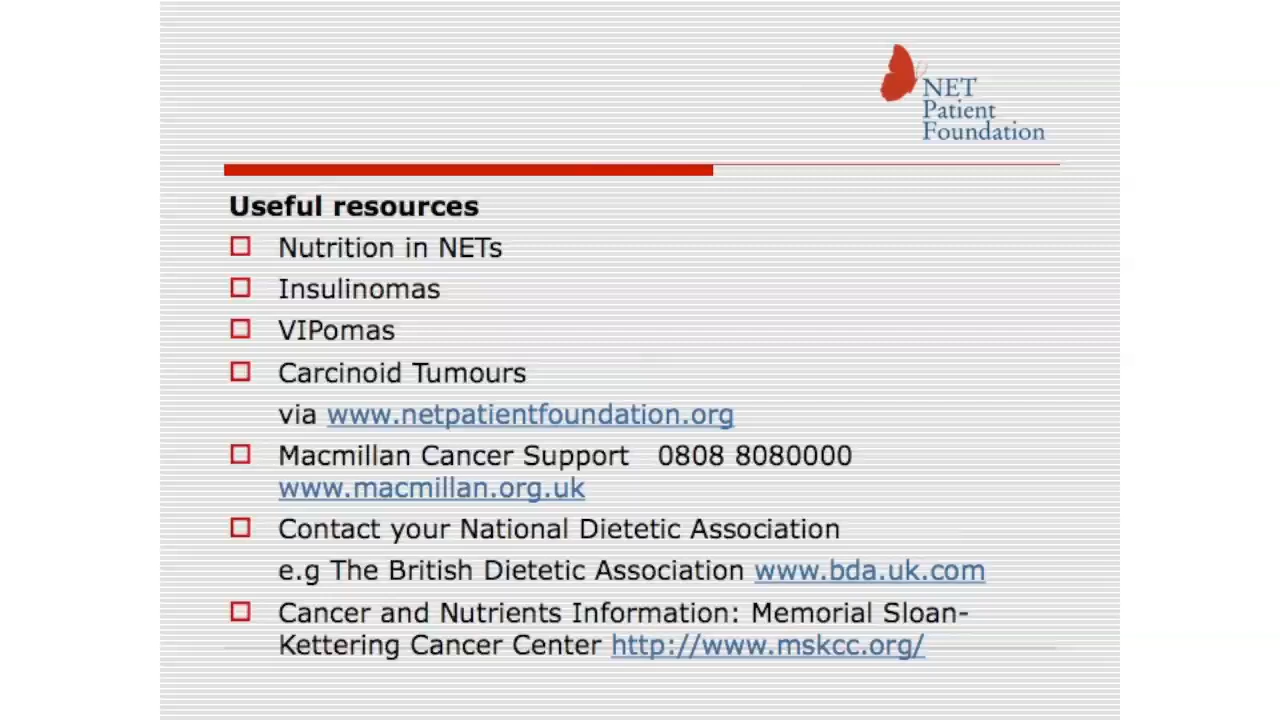 NET
Patient
Foundation
Useful resources
Nutrition in NETs
Insulinomas
VIPomas
Carcinoid Tumours
via www.netpatientfoundation.org
Macmillan Cancer Support 0808 8080000
www.macmillan.org.uk
Contact your National Dietetic Association
e.g The British Dietetic Association www.bda.uk.com
Cancer and Nutrients Information: Memorial Sloan-
Kettering Cancer Center http://www.mskcc.org/